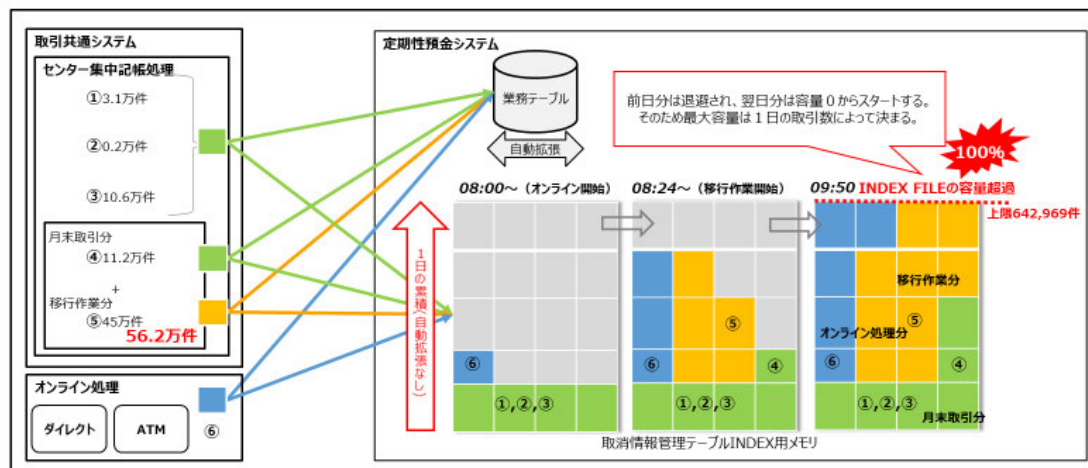 取引共通システム
センター集中記帳処理
①3.1万件
②0.2万件
③10.6万件
月末取引分
④11.2万件
+
移行作業分
⑤45万件
56.2万件
オンライン処理
ダイレクト
ATM
⑥
定期性預金システム
業務テーブル
自動拡張
前日分は退避され、翌日分は容量0からスタートする。
そのため最大容量は1日の取引数によって決まる。
100%
08:00~(オンライン開始)
08:24~(移行作業開始)
09:50 INDEX FILEの容量超過
上限642,969件
1日の累積(自動拡張なし)
⑥
①,②,③
⑤
⑥
④
①,②,③
移行作業分
⑤
オンライン処理分
⑥
④
①,②,③
月末取引分
取消情報管理テーブルINDEX用メモリ